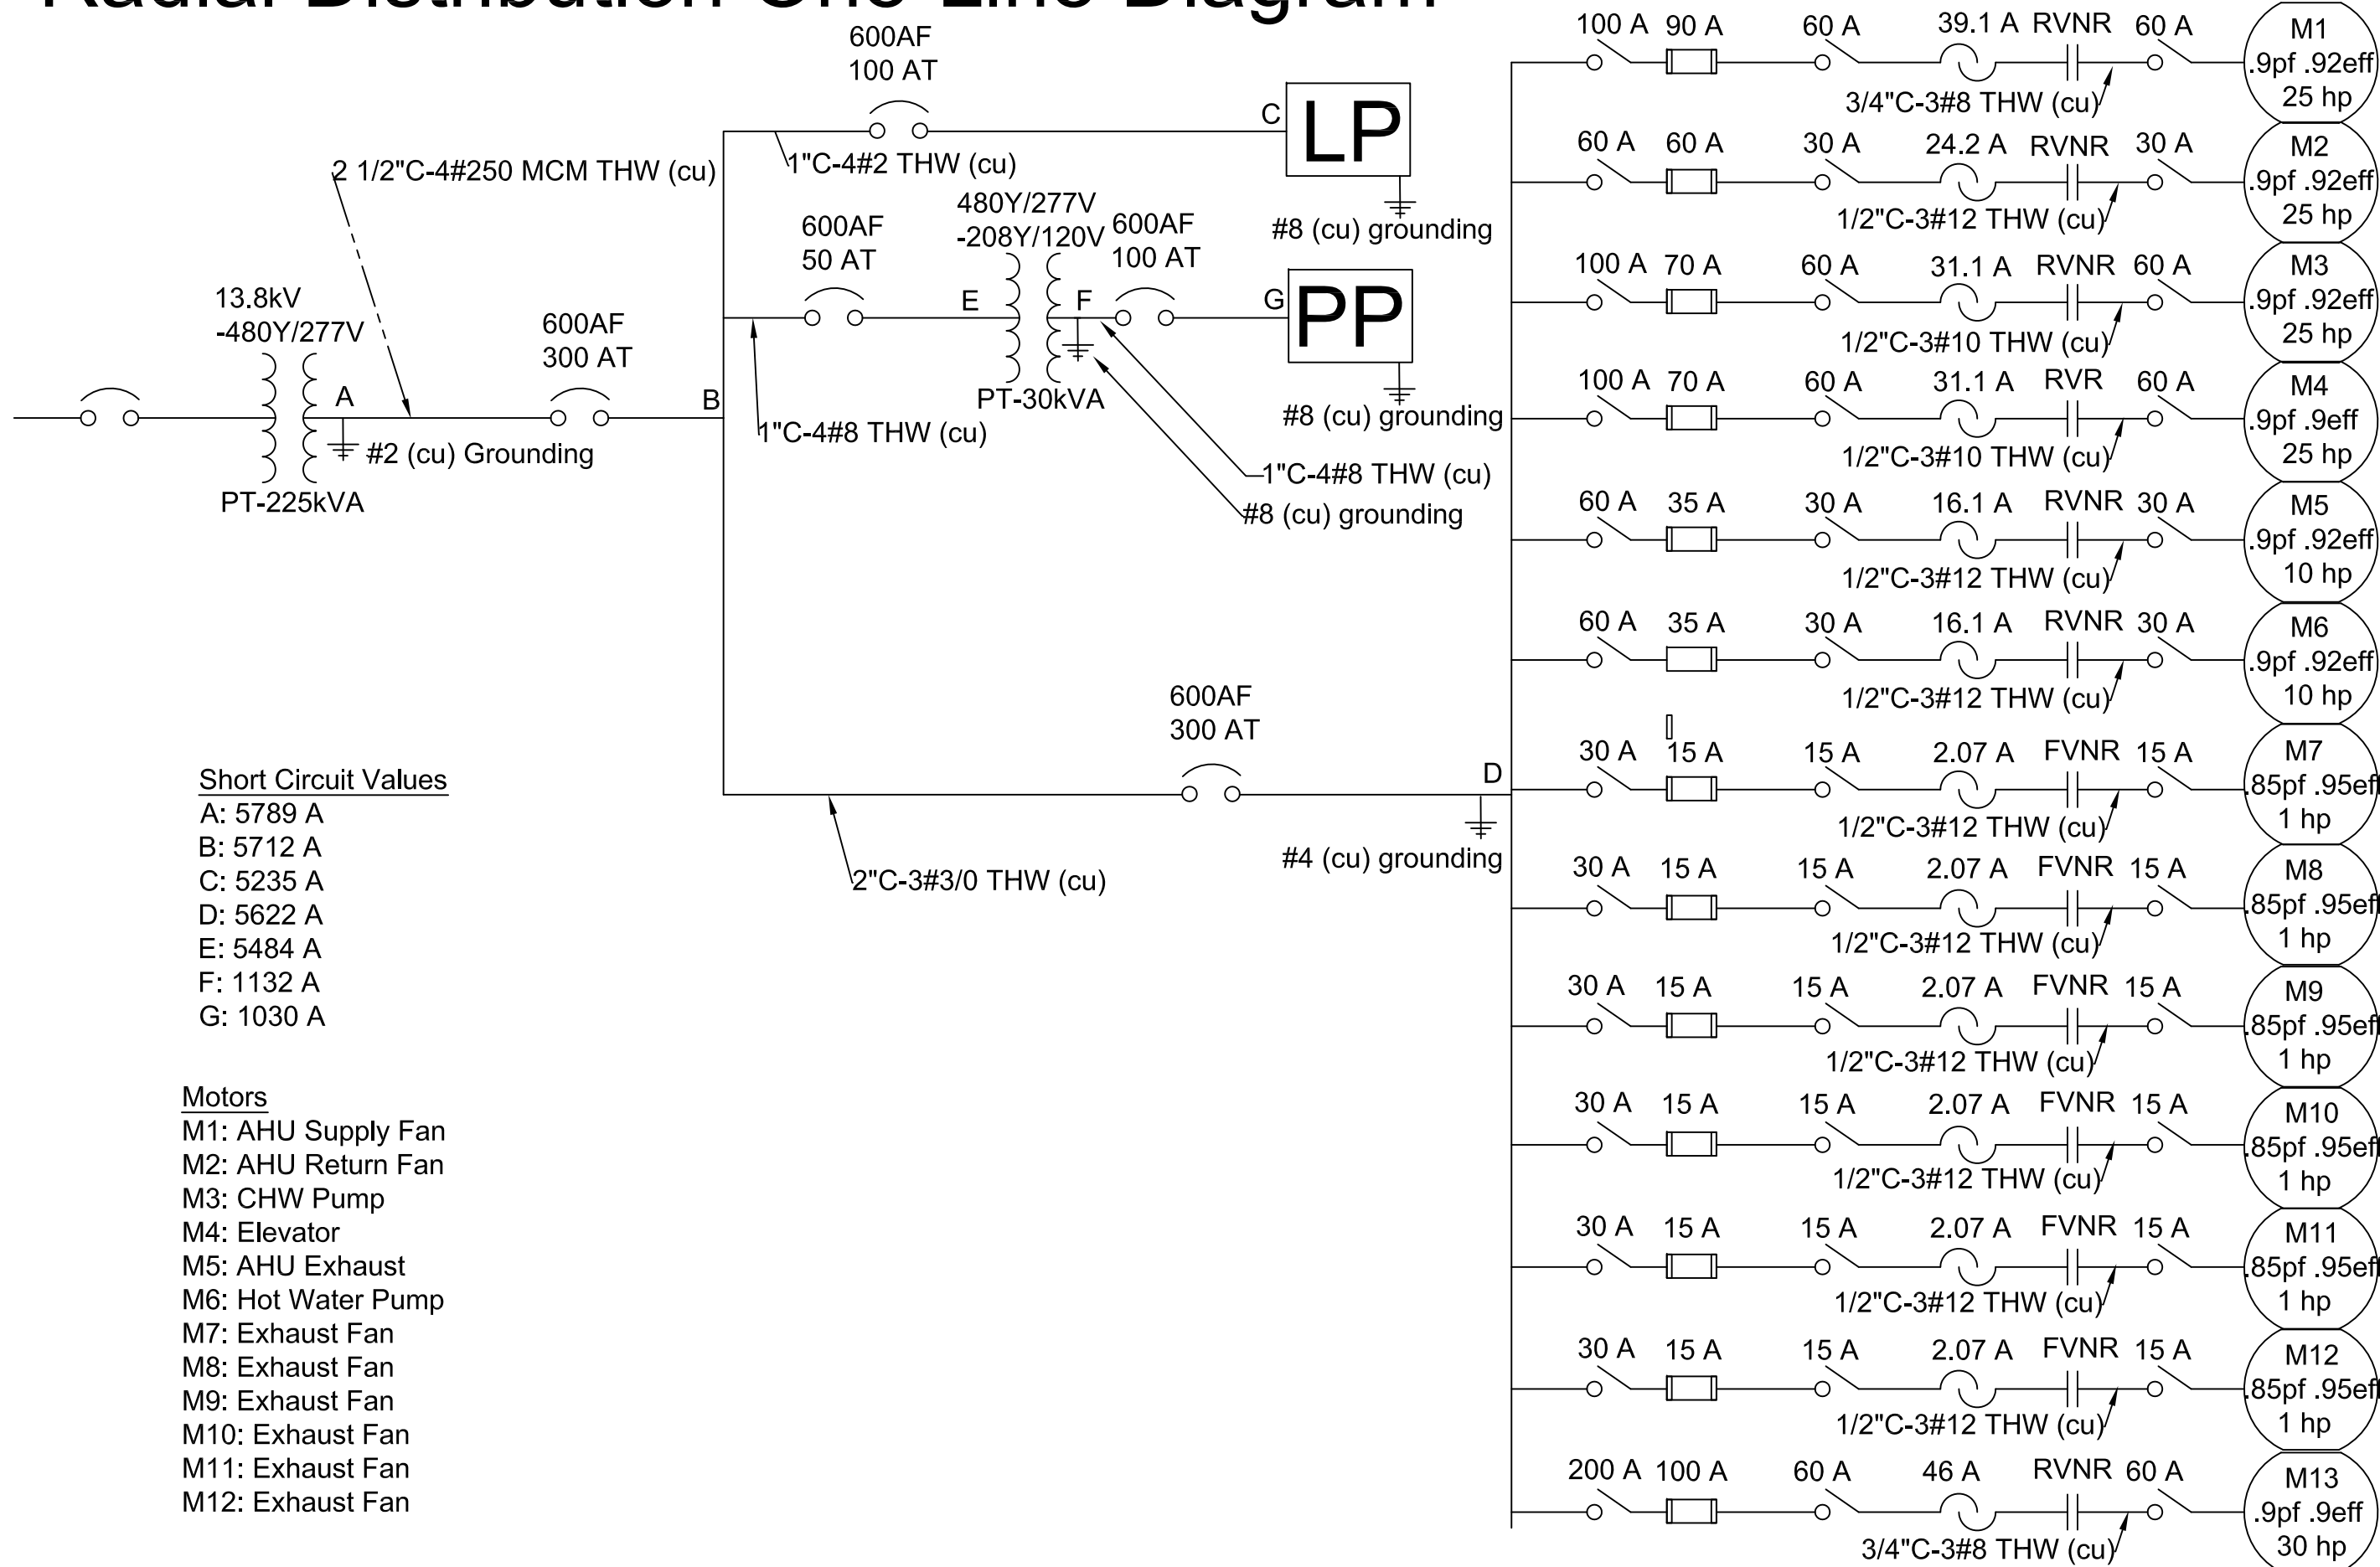 Radial Distribution One-Line Diagram
600AF
100 AT
C
LP
1"C-4#2 THW (cu)
#8 (cu) grounding
2 1/2"C-4#250 MCM THW (cu)
600AF
50 AT
480Y/277V
-208Y/120V
600AF
100 AT
E
F
G
PP
PT-30kVA
#8 (cu) grounding
1"C-4#8 THW (cu)
1"C-4#8 THW (cu)
#8 (cu) grounding
13.8kV
-480Y/277V
600AF
300 AT
A
B
#2 (cu) Grounding
PT-225kVA
600AF
300 AT
D
#4 (cu) grounding
2"C-3#3/0 THW (cu)
Short Circuit Values
A: 5789 A
B: 5712 A
C: 5235 A
D: 5622 A
E: 5484 A
F: 1132 A
G: 1030 A
Motors
M1: AHU Supply Fan
M2: AHU Return Fan
M3: CHW Pump
M4: Elevator
M5: AHU Exhaust
M6: Hot Water Pump
M7: Exhaust Fan
M8: Exhaust Fan
M9: Exhaust Fan
M10: Exhaust Fan
M11: Exhaust Fan
M12: Exhaust Fan
100 A 90 A 60 A 39.1 A RVNR 60 A
3/4"C-3#8 THW (cu)
M1
.9pf .92eff
25 hp
60 A 60 A 30 A 24.2 A RVNR 30 A
1/2"C-3#12 THW (cu)
M2
.9pf .92eff
25 hp
100 A 70 A 60 A 31.1 A RVNR 60 A
1/2"C-3#10 THW (cu)
M3
.9pf .92eff
25 hp
100 A 70 A 60 A 31.1 A RVR 60 A
1/2"C-3#10 THW (cu)
M4
.9pf .9eff
25 hp
60 A 35 A 30 A 16.1 A RVNR 30 A
1/2"C-3#12 THW (cu)
M5
.9pf .92eff
10 hp
60 A 35 A 30 A 16.1 A RVNR 30 A
1/2"C-3#12 THW (cu)
M6
.9pf .92eff
10 hp
30 A 15 A 15 A 2.07 A FVNR 15 A
1/2"C-3#12 THW (cu)
M7
.85pf .95eff
1 hp
30 A 15 A 15 A 2.07 A FVNR 15 A
1/2"C-3#12 THW (cu)
M8
.85pf .95eff
1 hp
30 A 15 A 15 A 2.07 A FVNR 15 A
1/2"C-3#12 THW (cu)
M9
.85pf .95eff
1 hp
30 A 15 A 15 A 2.07 A FVNR 15 A
1/2"C-3#12 THW (cu)
M10
.85pf .95eff
1 hp
30 A 15 A 15 A 2.07 A FVNR 15 A
1/2"C-3#12 THW (cu)
M11
.85pf .95eff
1 hp
30 A 15 A 15 A 2.07 A FVNR 15 A
1/2"C-3#12 THW (cu)
M12
.85pf .95eff
1 hp
200 A 100 A 60 A 46 A RVNR 60 A
3/4"C-3#8 THW (cu)
M13
.9pf .9eff
30 hp